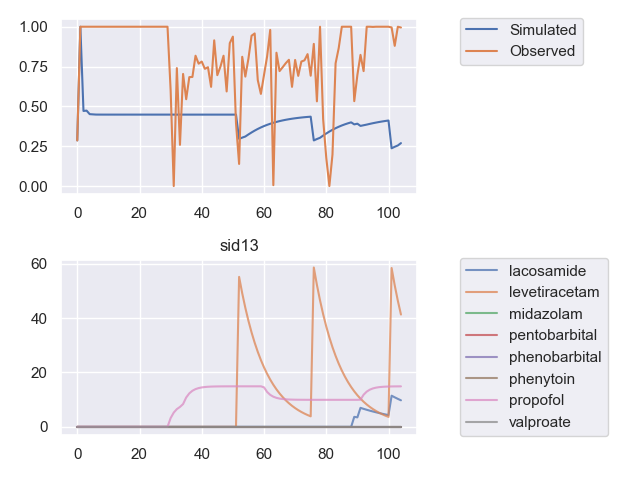 1.00
0.75
0.50
0.25
0.00
0 20 40 60 80 100
Simulated
Observed
sid13
60
40
20
0
0 20 40 60 80 100
lacosamide
levetiracetam
midazolam
pentobarbital
phenobarbital
phenytoin
propofol
valproate